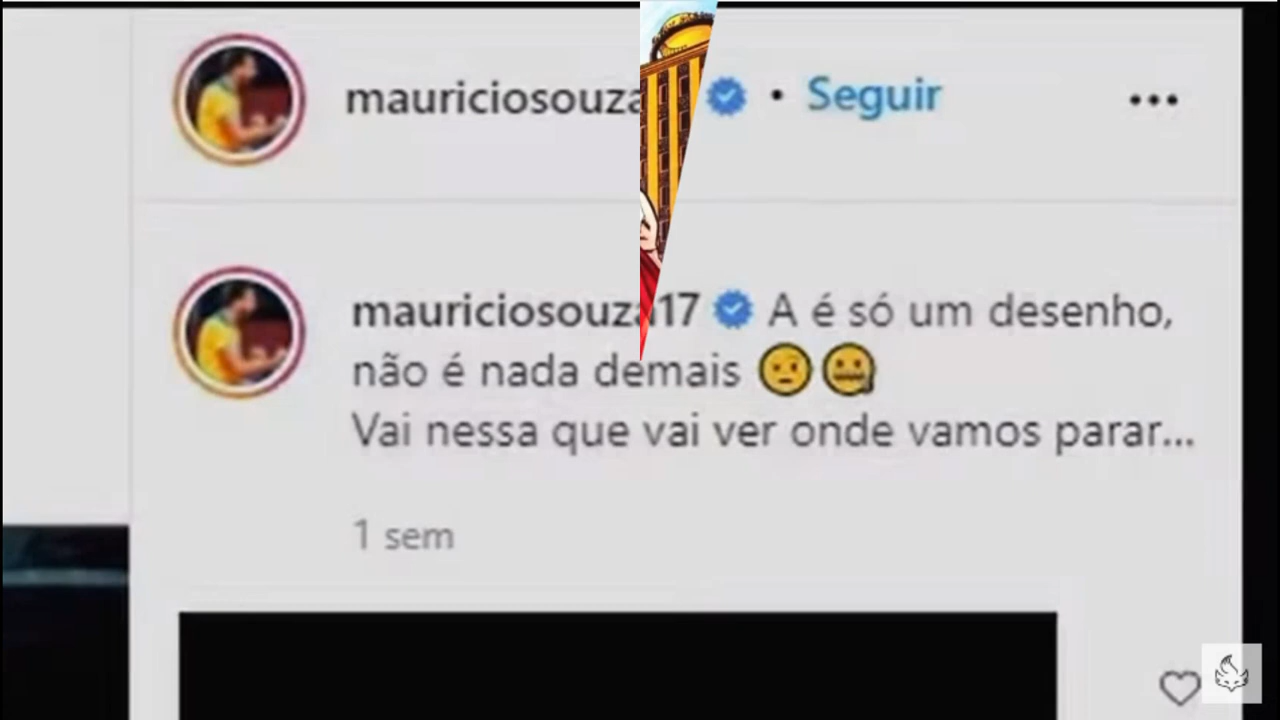 mauriciosouza • Seguir •••
mauriciosouza17 A é só um desenho,
não é nada demais
Vai nessa que vai ver onde vamos parar...
1 sem